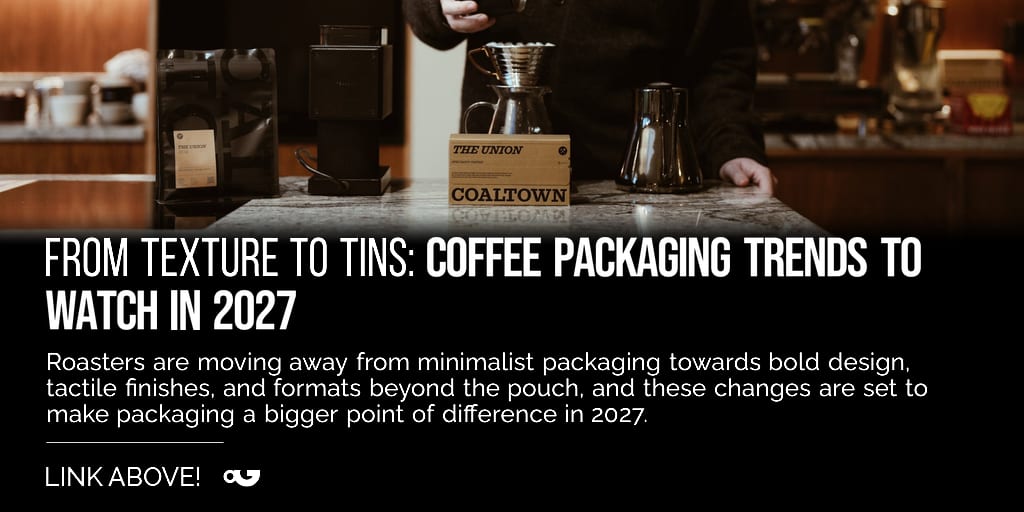 THE UNION
THE UNION
COALTOWN
FROM TEXTURE TO TINS: COFFEE PACKAGING TRENDS TO
WATCH IN 2027
Roasters are moving away from minimalist packaging towards bold design,
tactile finishes, and formats beyond the pouch, and these changes are set to
make packaging a bigger point of difference in 2027.
LINK ABOVE!